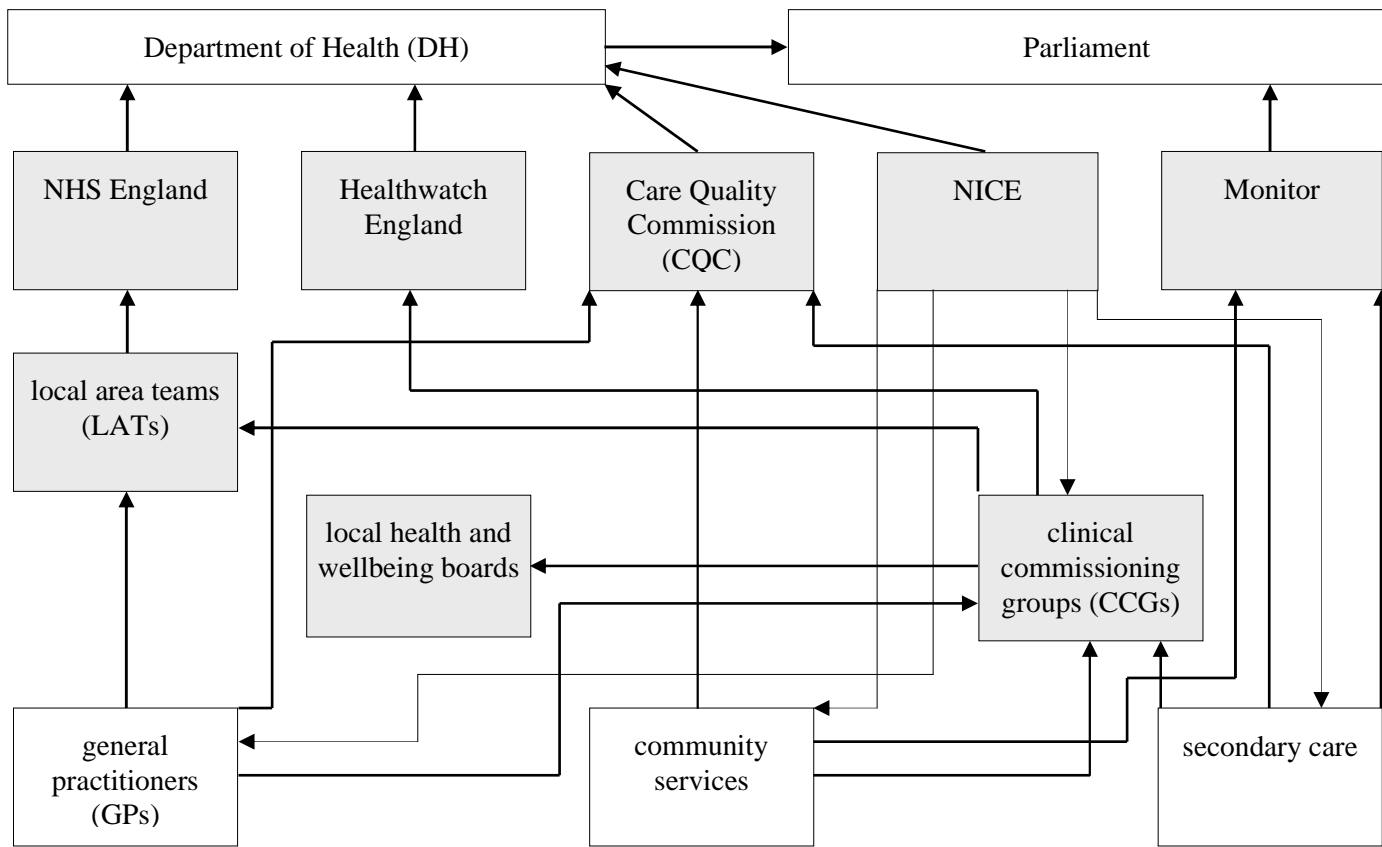 Department of Health (DH)
Parliament
NHS England
Healthwatch
England
Care Quality
Commission
(CQC)
NICE
Monitor
local area teams
(LATs)
local health and
wellbeing boards
clinical
commissioning
groups (CCGs)
general
practitioners
(GPs)
community
services
secondary care